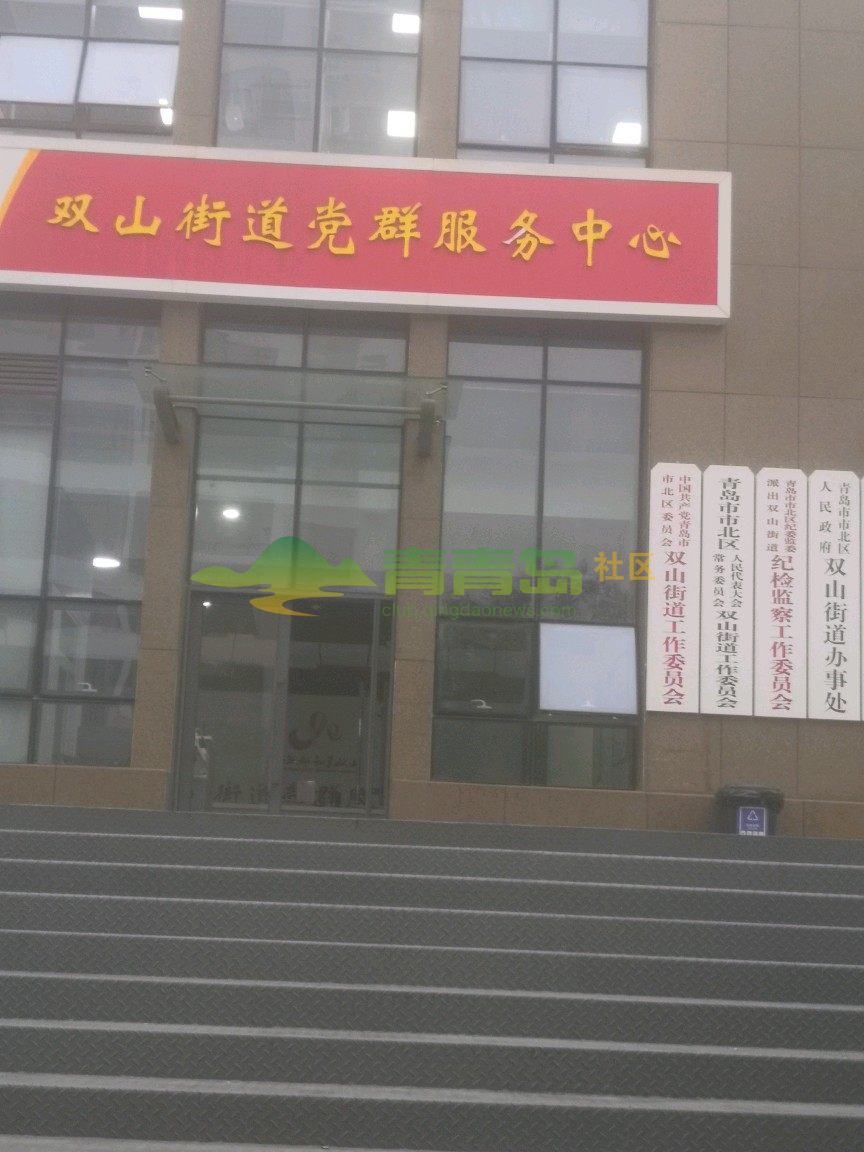 双山街道党群服务中心
中国共产党青岛市
市北区委员会
双山街道工作委员会
青岛市市北区
人民代表大会
常务委员会
双山街道工作委员会
青岛市市北区纪委监委
派出双山街道
纪检监察工作委员会
青岛市市北区
人民政府
双山街道办事处
青青岛社区
club.qingdaonews.com